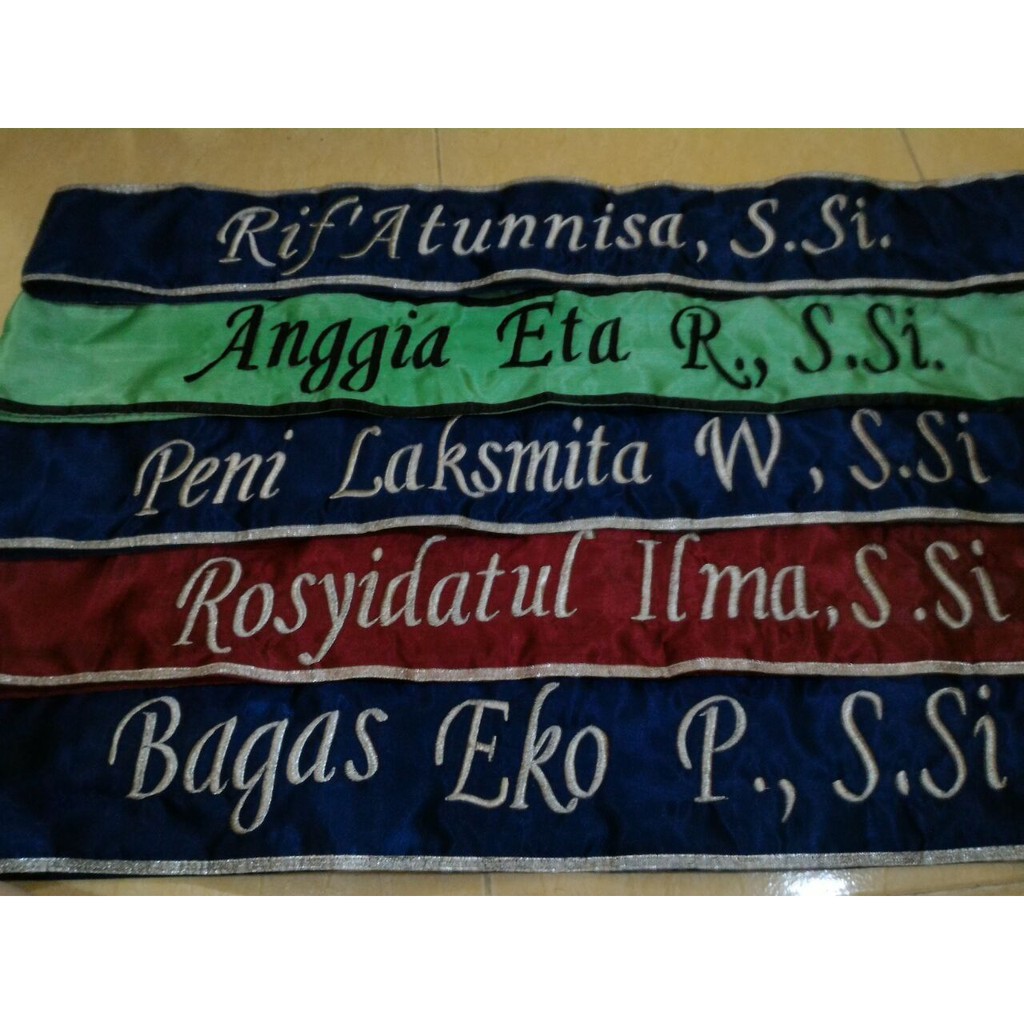 Rif'Atunnisa, S.Si.
Anggia Eta R., S.Si.
Peni Laksmita W, S.Si
Rosyidatul Ilma, S.Si
Bagas Eko P., S.Si